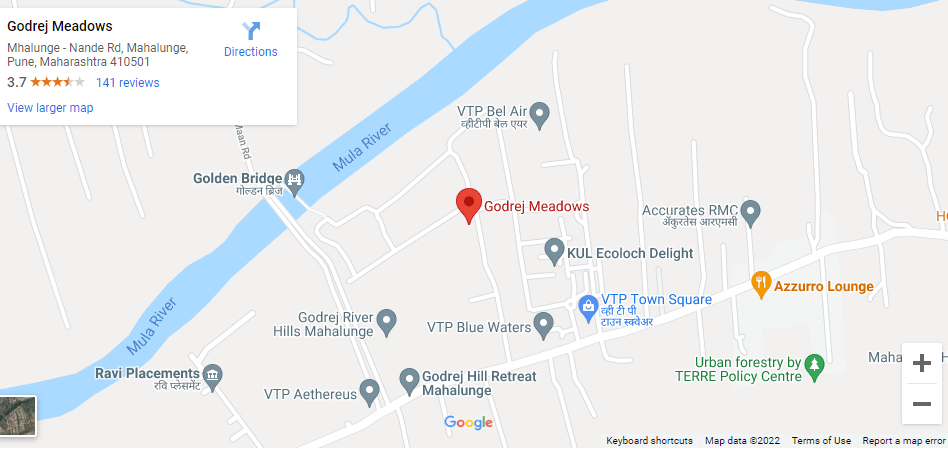 Godrej Meadows
Mhalunge - Nande Rd, Mahalunge,
Pune, Maharashtra 410501
3.7
141 reviews
Directions
View larger map
VTP Bel Air
व्हीटीपी बेल एयर
Maan Rd
Mula River
Golden Bridge
गोल्डन ब्रिज
Godrej Meadows
Accurates RMC
अ‍ॅकुरतेस आरएमसी
KUL Ecoloch Delight
Azzurro Lounge
VTP Town Square
व्ही टी पी
टाउन स्क्वेअर
Mula River
Godrej River
Hills Mahalunge
VTP Blue Waters
Ravi Placements
रवि प्लेसमेंट
VTP Aethereus
Godrej Hill Retreat
Mahalunge
Urban forestry by
TERRE Policy Centre
Google
Keyboard shortcuts
Map data ©2022
Terms of Use
Report a map error